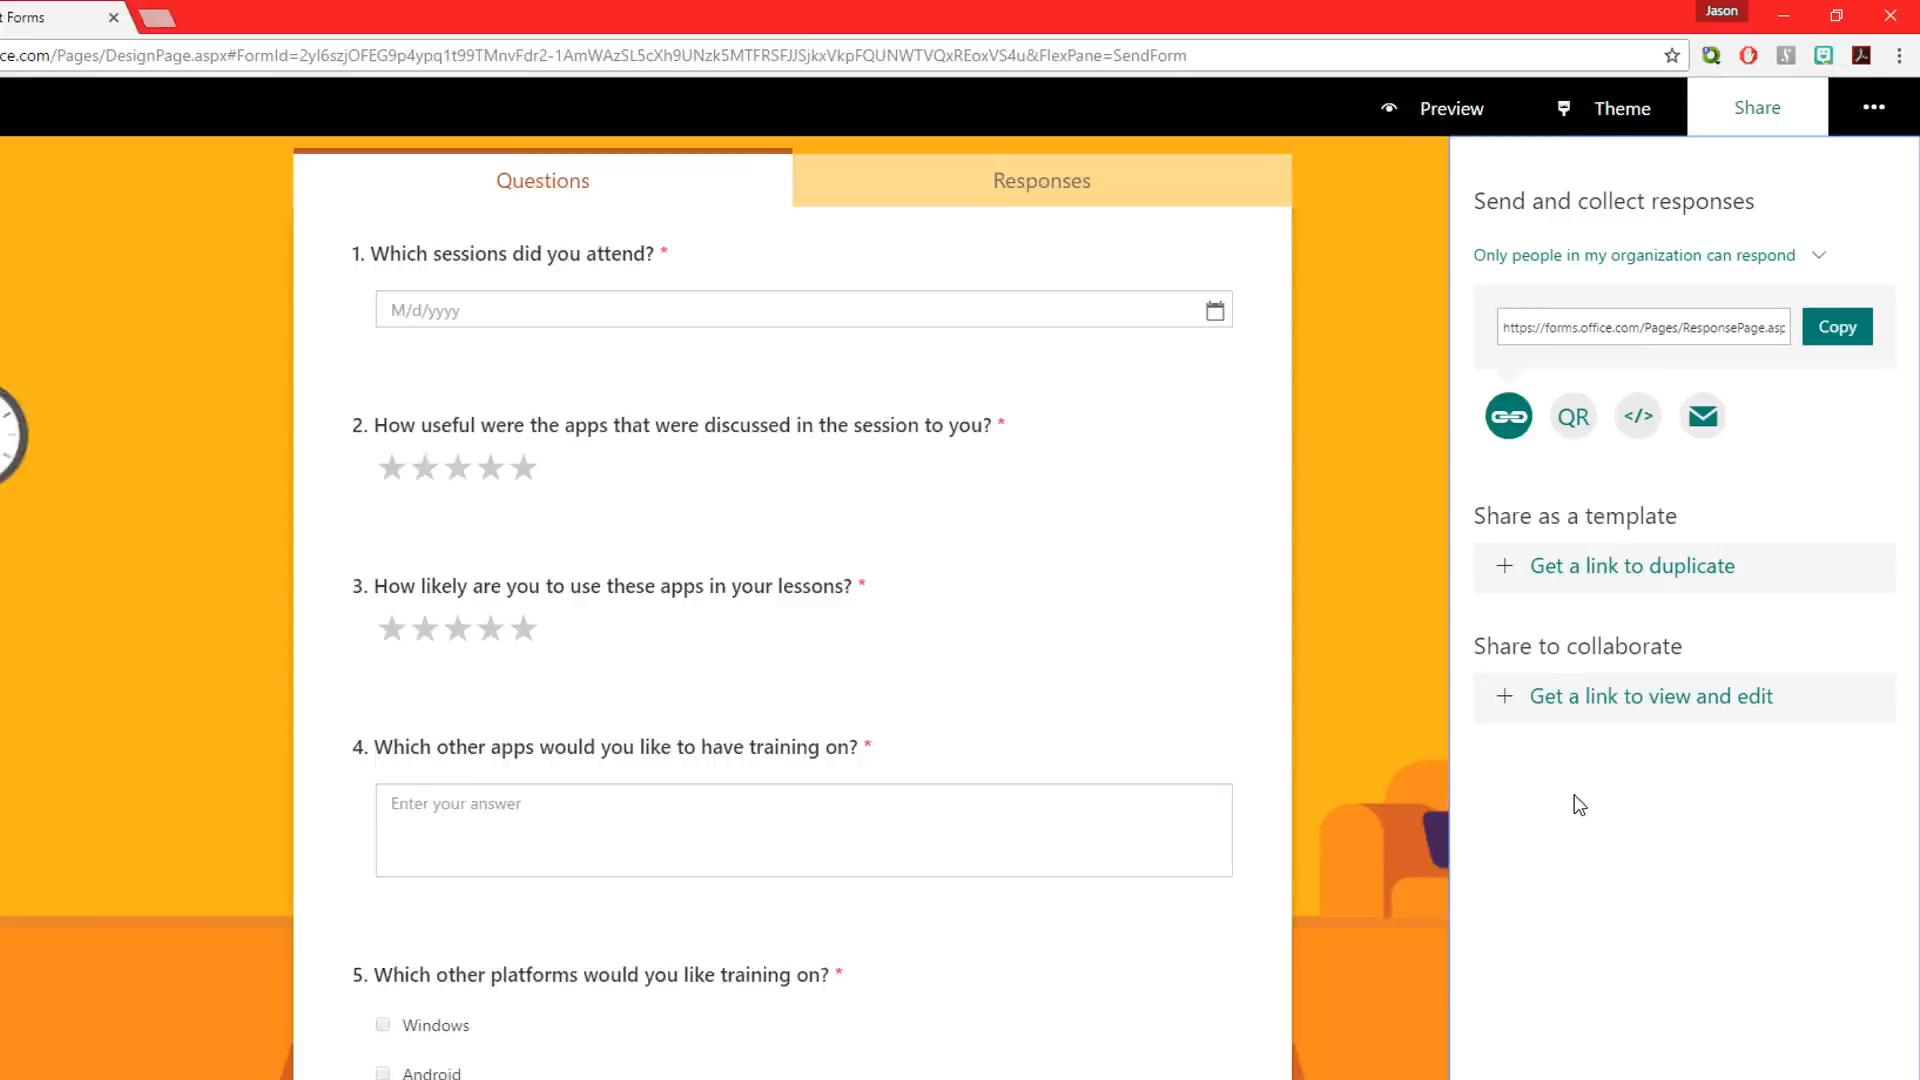 t Forms
Jason
ce.com/Pages/DesignPage.aspx#FormId=2yl6szjOFEG9p4ypq1t99TMnvFdr2-1AmWAzSL5cXh9UNzk5MTFRSFJJSjkxVkpFQUNWTVQxREoxVS4u&FlexPane=SendForm
Preview
Theme
Share
Questions
Responses
Send and collect responses
Only people in my organization can respond
https://forms.office.com/Pages/ResponsePage.asp
Copy
QR
</>
1. Which sessions did you attend? *
M/d/yyyy
2. How useful were the apps that were discussed in the session to you? *
Share as a template
+ Get a link to duplicate
3. How likely are you to use these apps in your lessons? *
Share to collaborate
+ Get a link to view and edit
4. Which other apps would you like to have training on? *
Enter your answer
5. Which other platforms would you like training on? *
Windows
Android